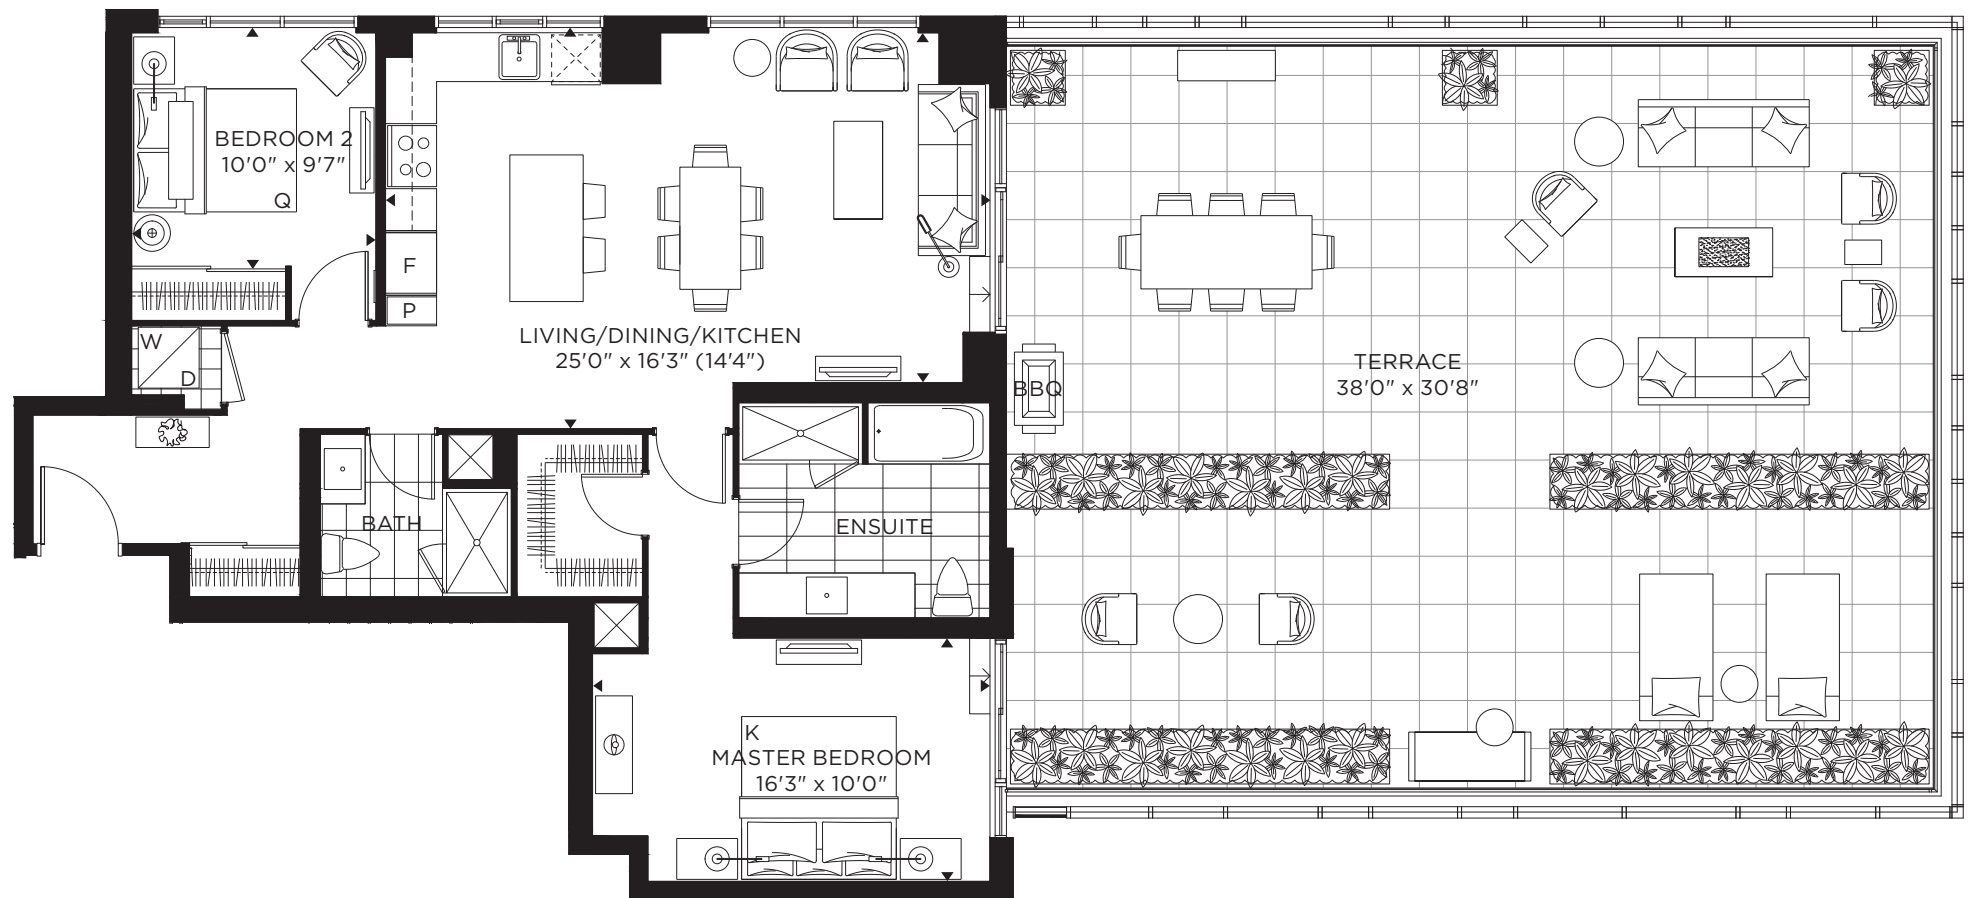 BEDROOM 2
10'0" x 9'7"
Q
F
P
W
D
LIVING/DINING/KITCHEN
25'0" x 16'3" (14'4")
BBQ
TERRACE
38'0" x 30'8"
BATH
ENSUITE
K
MASTER BEDROOM
16'3" x 10'0"